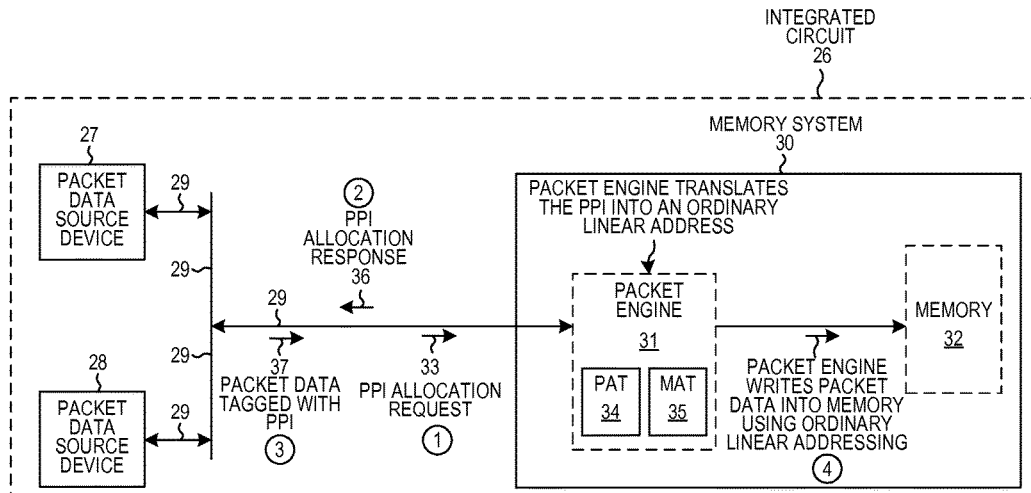 INTEGRATED
CIRCUIT
26
MEMORY SYSTEM
30
27
PACKET
DATA
SOURCE
DEVICE
29
29
2
PPI
ALLOCATION
RESPONSE
36
29
37
PACKET DATA
TAGGED WITH
PPI
3
33
PPI ALLOCATION
REQUEST
1
29
28
PACKET
DATA
SOURCE
DEVICE
29
PACKET ENGINE TRANSLATES
THE PPI INTO AN ORDINARY
LINEAR ADDRESS
PACKET
ENGINE
31
PAT
34
MAT
35
MEMORY
32
PACKET ENGINE
WRITES PACKET
DATA INTO MEMORY
USING ORDINARY
LINEAR ADDRESSING
4